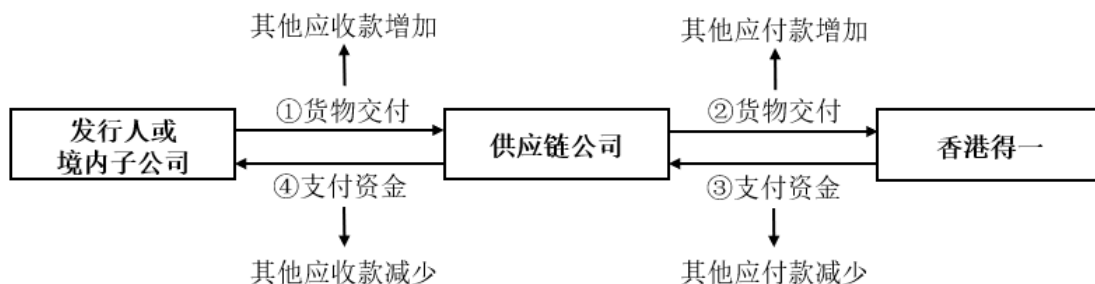 其他应收款增加
其他应付款增加
①货物交付
②货物交付
发行人或
境内子公司
供应链公司
香港得一
④支付资金
③支付资金
其他应收款减少
其他应付款减少